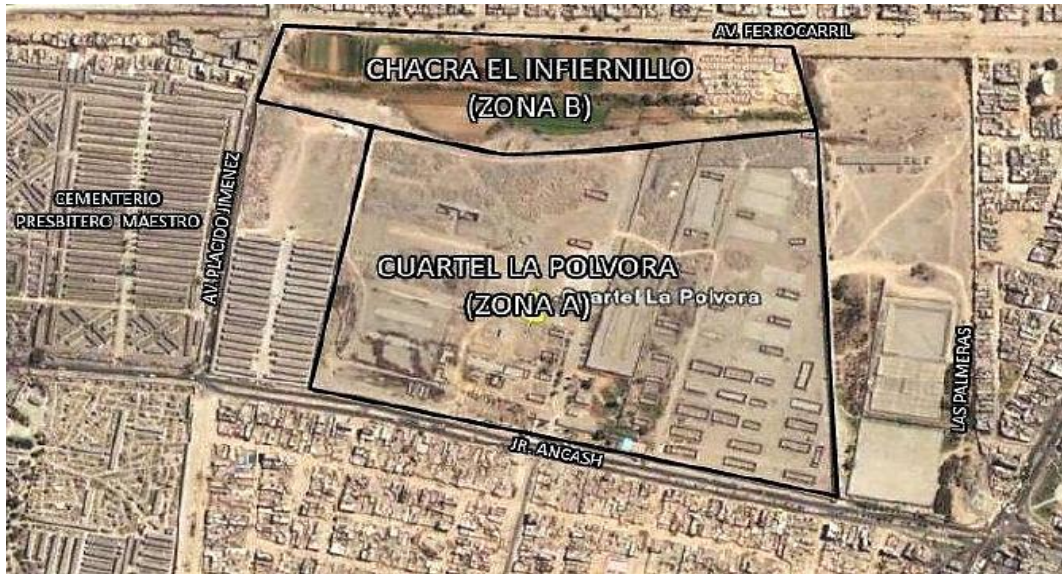 AV. FERROCARRIL
CHACRA EL INFIERNILLO
(ZONA B)
CEMENTERIO
PRESBITERO MAESTRO
AV. PLACIDO JIMENEZ
CUARTEL LA POLVORA
(ZONA A)
Cuartel La Polvora
LAS PALMERAS
JR. ANCASH